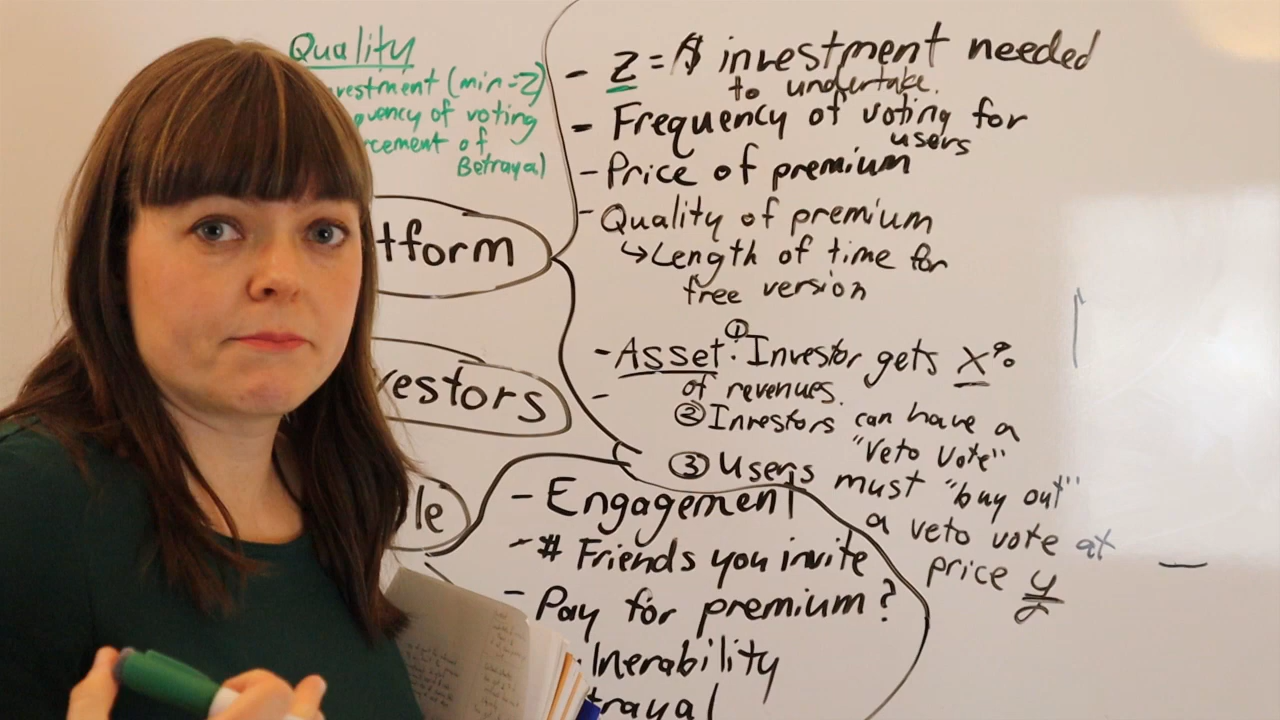 Quality
vestment (min=Z)
quency of voting
rcement of
Betrayal
tform
vestors
le
- Z = $ investment needed
to undertake.
- Frequency of voting for
users
- Price of premium
- Quality of premium
↳ Length of time for
free version
- Asset: ① Investor gets X%
of revenues.
-
② Investors can have a
"veto vote"
③ Users must "buy out"
a veto vote at
price y
- Engagement
- # Friends you invite
- Pay for premium?
lnerability
trayal